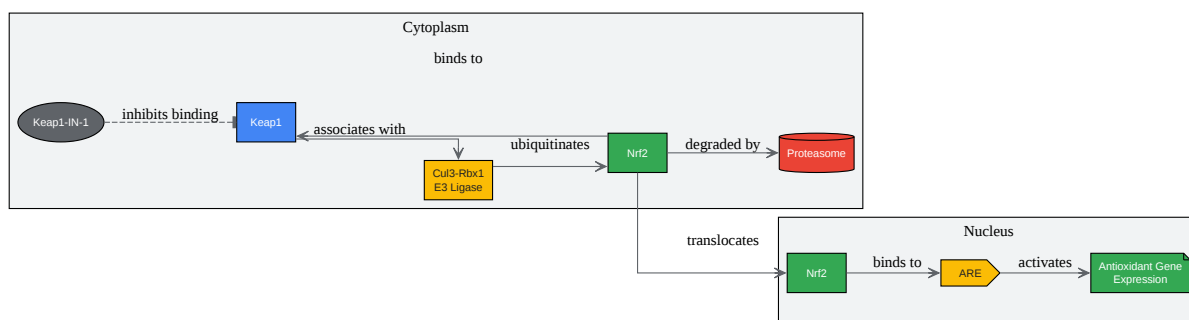 Cytoplasm
binds to
Keap1-IN-1
inhibits binding
Keap1
associates with
ubiquitinates
Nrf2
degraded by
Proteasome
Cul3-Rbx1
E3 Ligase
translocates
Nucleus
Nrf2
binds to
ARE
activates
Antioxidant Gene
Expression